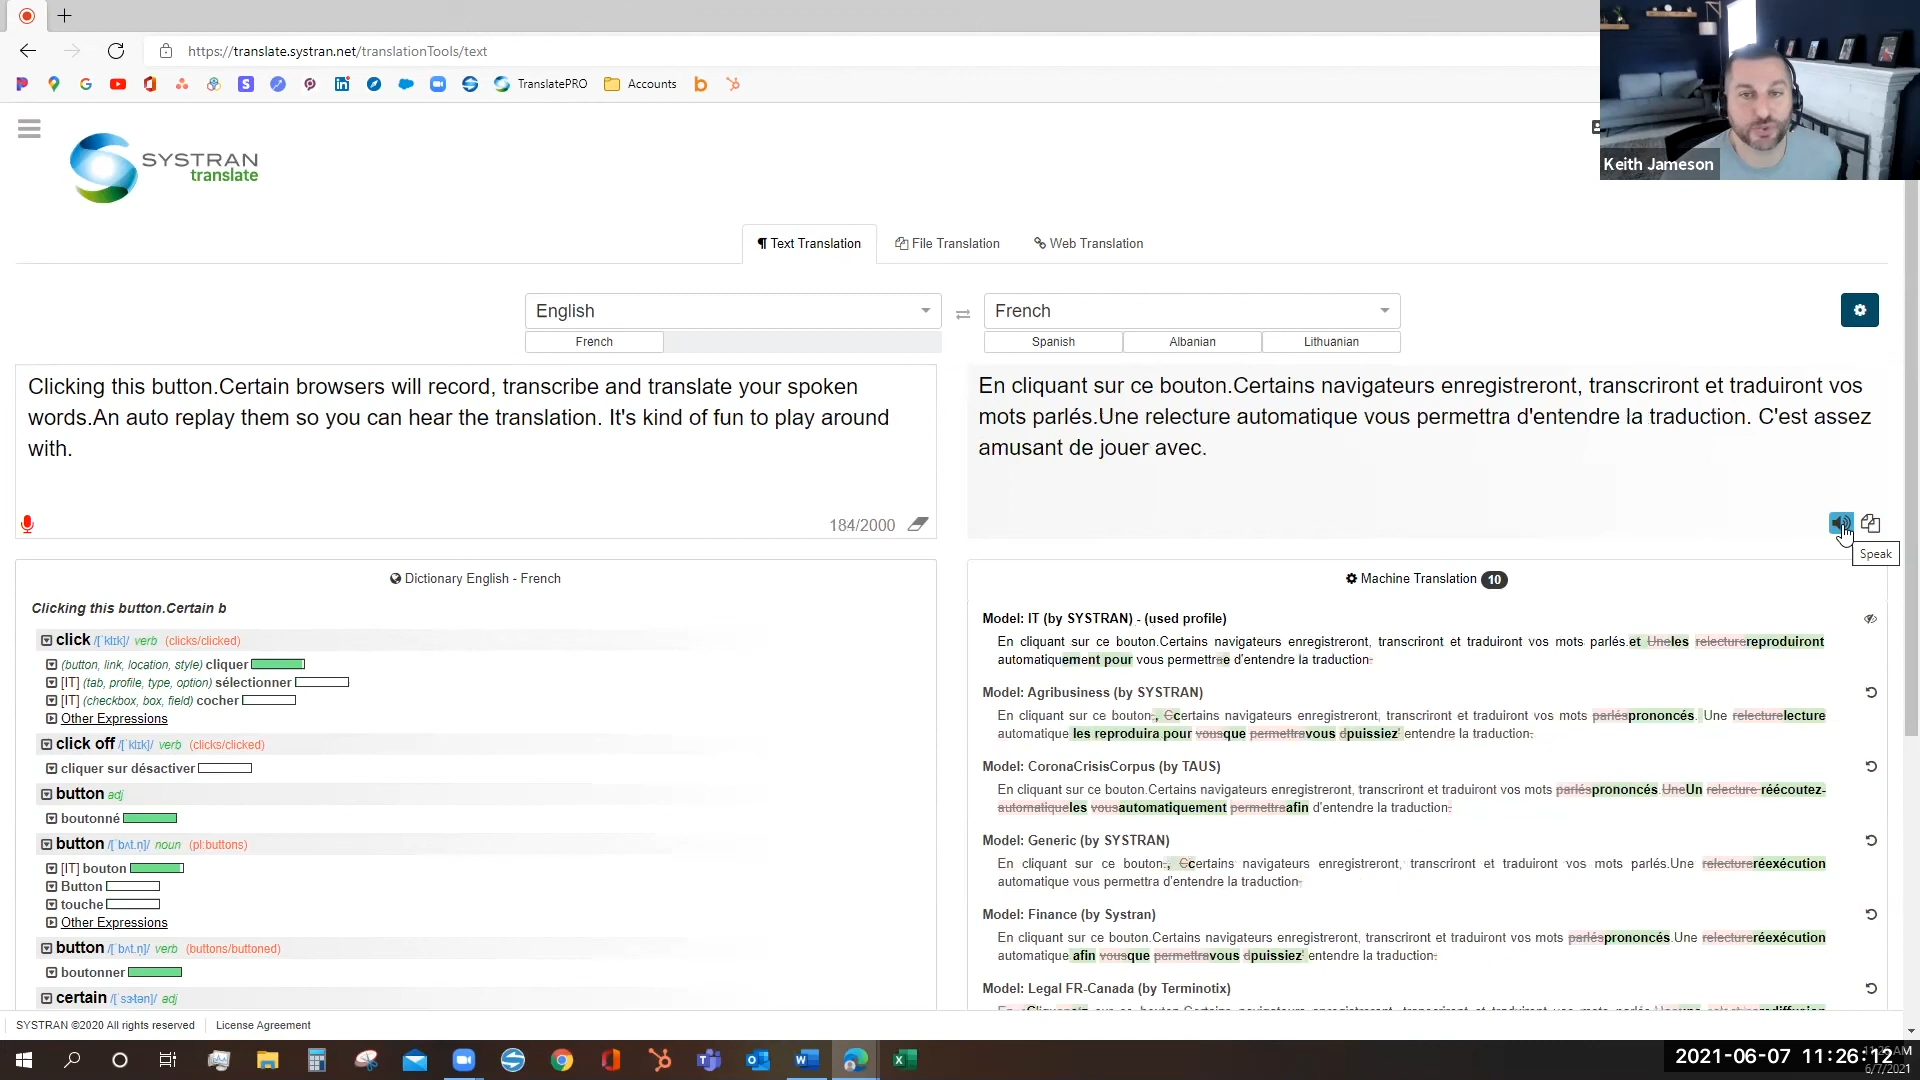 https://translate.systran.net/translationTools/text
TranslatePRO
Accounts
Keith Jameson
SYSTRAN
translate
¶ Text Translation
File Translation
Web Translation
English
French
French
Spanish
Albanian
Lithuanian
Clicking this button.Certain browsers will record, transcribe and translate your spoken
words.An auto replay them so you can hear the translation. It's kind of fun to play around
with.
184/2000
En cliquant sur ce bouton.Certains navigateurs enregistreront, transcriront et traduiront vos
mots parlés.Une relecture automatique vous permettra d'entendre la traduction. C'est assez
amusant de jouer avec.
Speak
Dictionary English - French
Clicking this button.Certain b
click /[ˈklɪk]/ verb (clicks/clicked)
(button, link, location, style) cliquer
[IT] (tab, profile, type, option) sélectionner
[IT] (checkbox, box, field) cocher
Other Expressions
click off /[ˈklɪk]/ verb (clicks/clicked)
cliquer sur désactiver
button adj
boutonné
button /[ˈbʌt.n̩]/ noun (pl:buttons)
[IT] bouton
Button
touche
Other Expressions
button /[ˈbʌt.n̩]/ verb (buttons/buttoned)
boutonner
certain /[ˈsɝtən]/ adj
Machine Translation 10
Model: IT (by SYSTRAN) - (used profile)
En cliquant sur ce bouton.Certains navigateurs enregistreront, transcriront et traduiront vos mots parlés.et Uneles relecturereproduiront
automatiquement pour vous permettrae d'entendre la traduction.
Model: Agribusiness (by SYSTRAN)
En cliquant sur ce bouton., Ccertains navigateurs enregistreront, transcriront et traduiront vos mots parlésprononcés. Une relecturelecture
automatique les reproduira pour vousque permettravous dpuissiez'entendre la traduction.
Model: CoronaCrisisCorpus (by TAUS)
En cliquant sur ce bouton.Certains navigateurs enregistreront, transcriront et traduiront vos mots parlésprononcés.UneUn relecture réécoutez-
automatiqueles vousautomatiquement permettraafin d'entendre la traduction.
Model: Generic (by SYSTRAN)
En cliquant sur ce bouton., Ccertains navigateurs enregistreront, transcriront et traduiront vos mots parlés.Une relectureréexécution
automatique vous permettra d'entendre la traduction.
Model: Finance (by Systran)
En cliquant sur ce bouton.Certains navigateurs enregistreront, transcriront et traduiront vos mots parlésprononcés.Une relectureréexécution
automatique afin vousque permettravous dpuissiez'entendre la traduction.
Model: Legal FR-Canada (by Terminotix)
SYSTRAN ©2020 All rights reserved
License Agreement
2021-06-07 11:26:12
6/7/2021